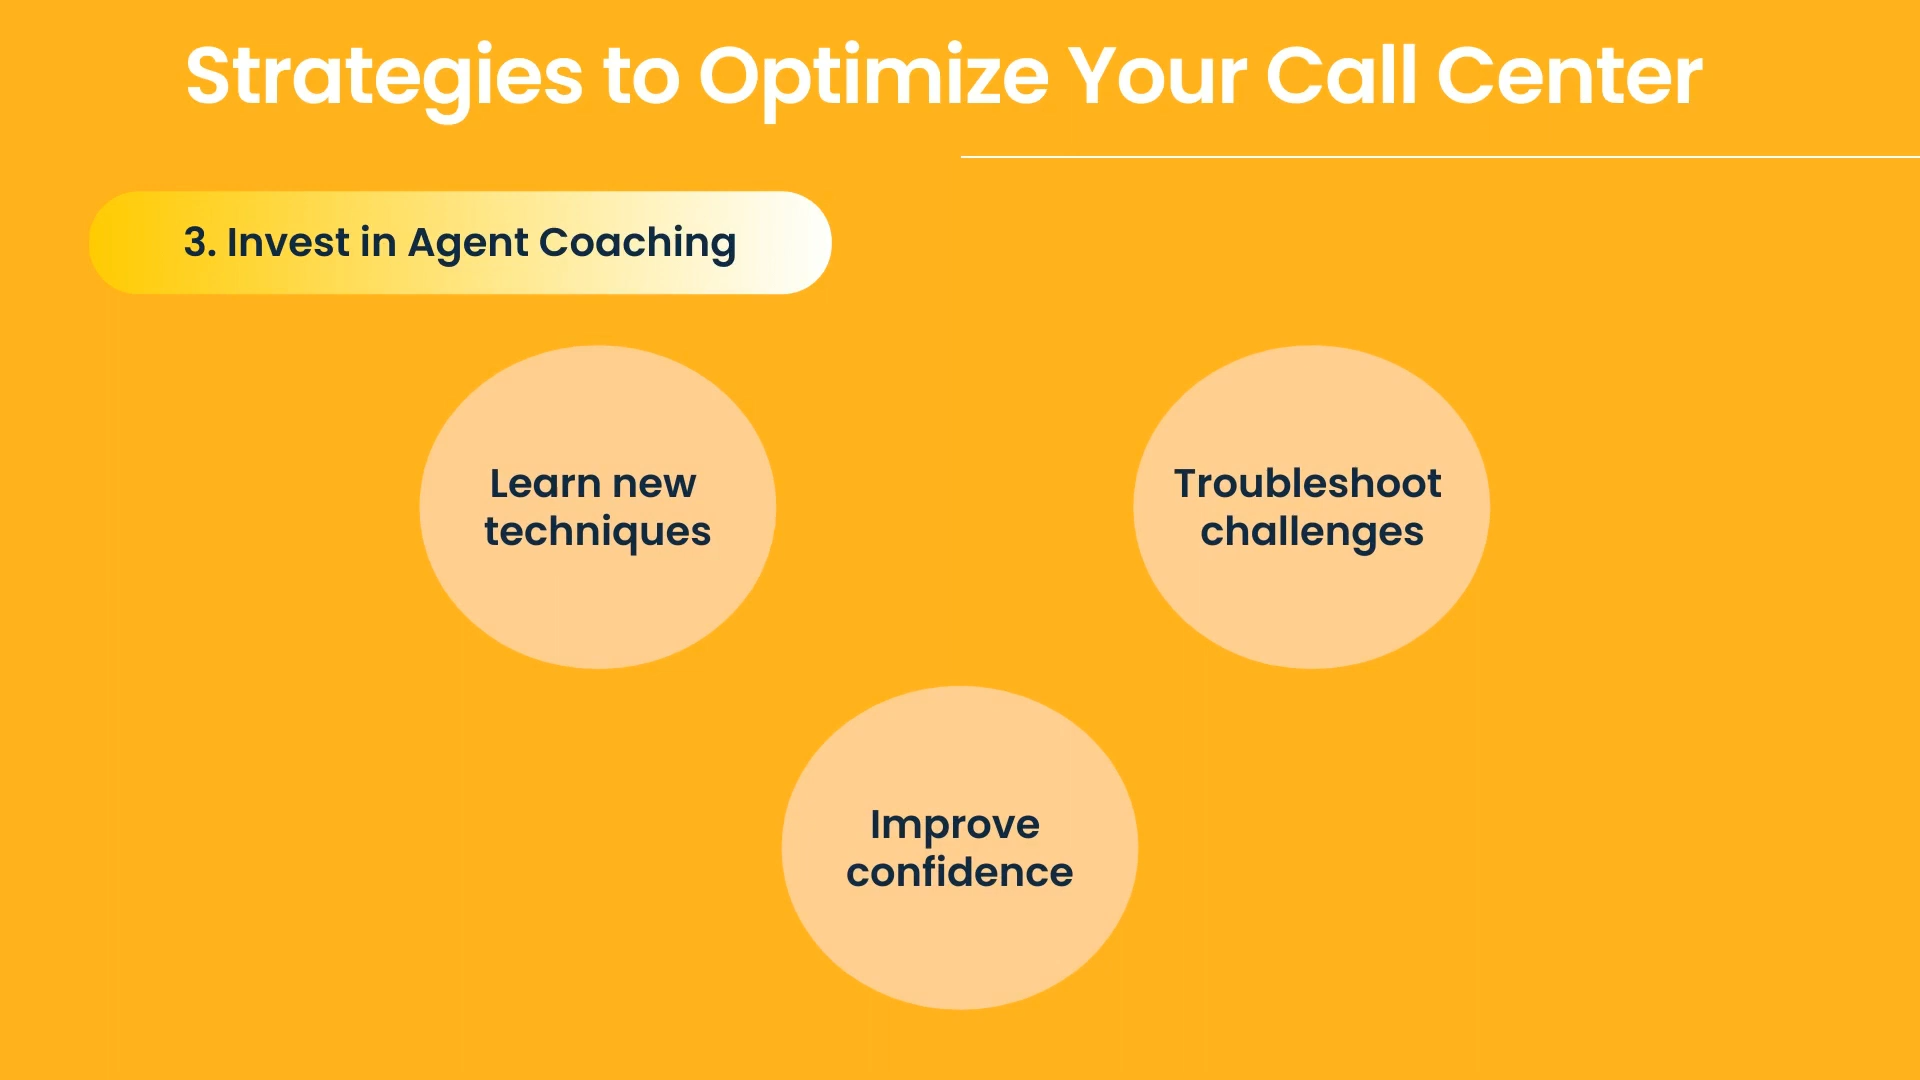 Strategies to Optimize Your Call Center
3. Invest in Agent Coaching
Learn new
techniques
Troubleshoot
challenges
Improve
confidence